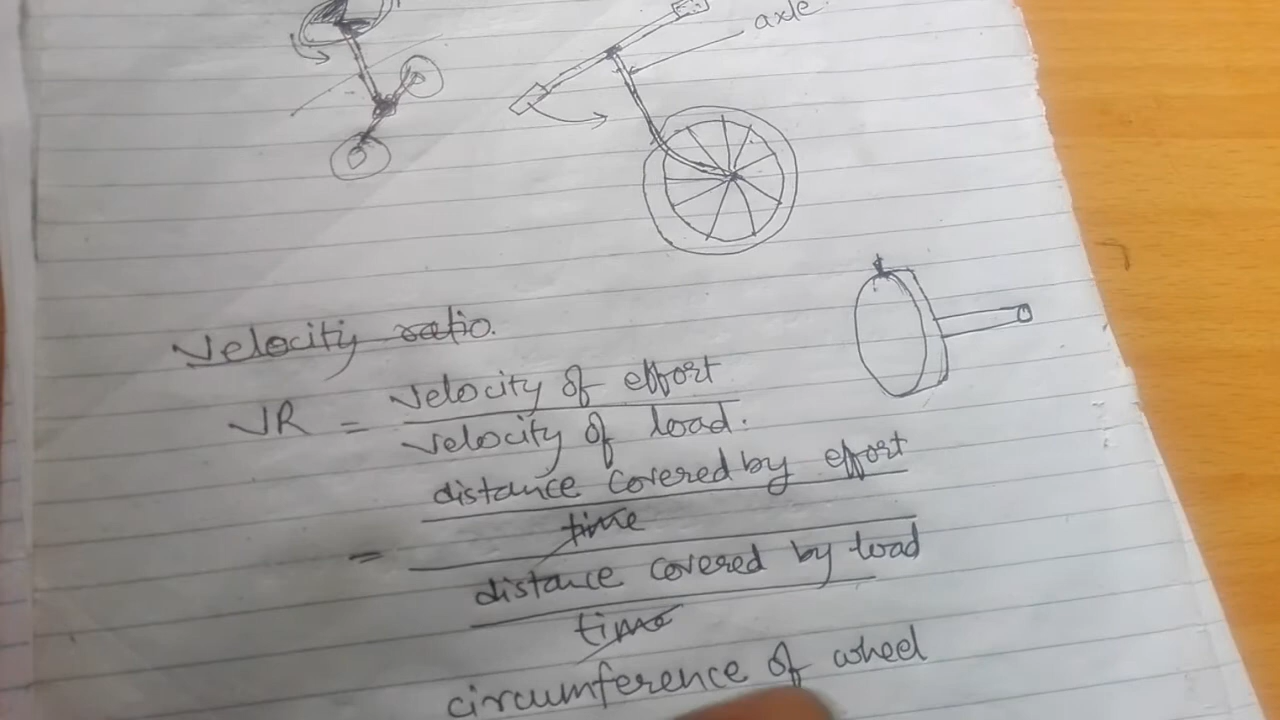 axle
Velocity ratio.
VR = velocity of effort
velocity of load.
= distance covered by effort
time
distance covered by load
time
circumference of wheel